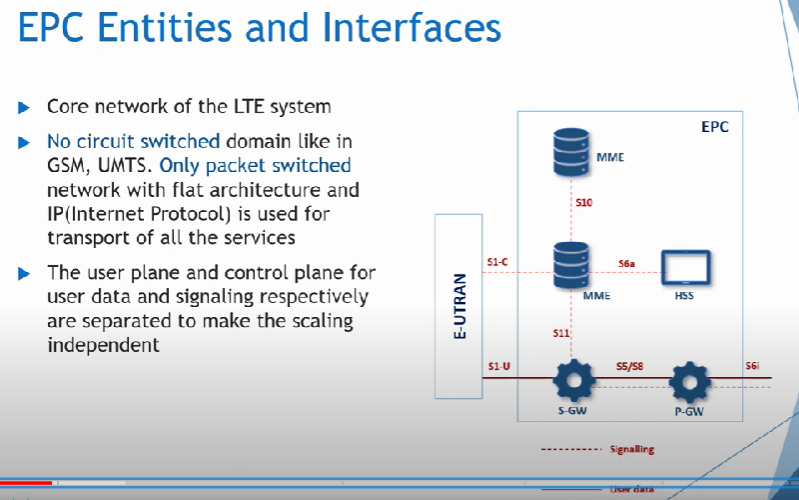 EPC Entities and Interfaces
Core network of the LTE system
No circuit switched domain like in
GSM, UMTS. Only packet switched
network with flat architecture and
IP(Internet Protocol) is used for
transport of all the services
The user plane and control plane for
user data and signaling respectively
are separated to make the scaling
independent
EPC
MME
S10
E-UTRAN
S1-C
S6a
MME
HSS
S11
S1-U
S5/S8
S6i
S-GW
P-GW
Signalling
User data